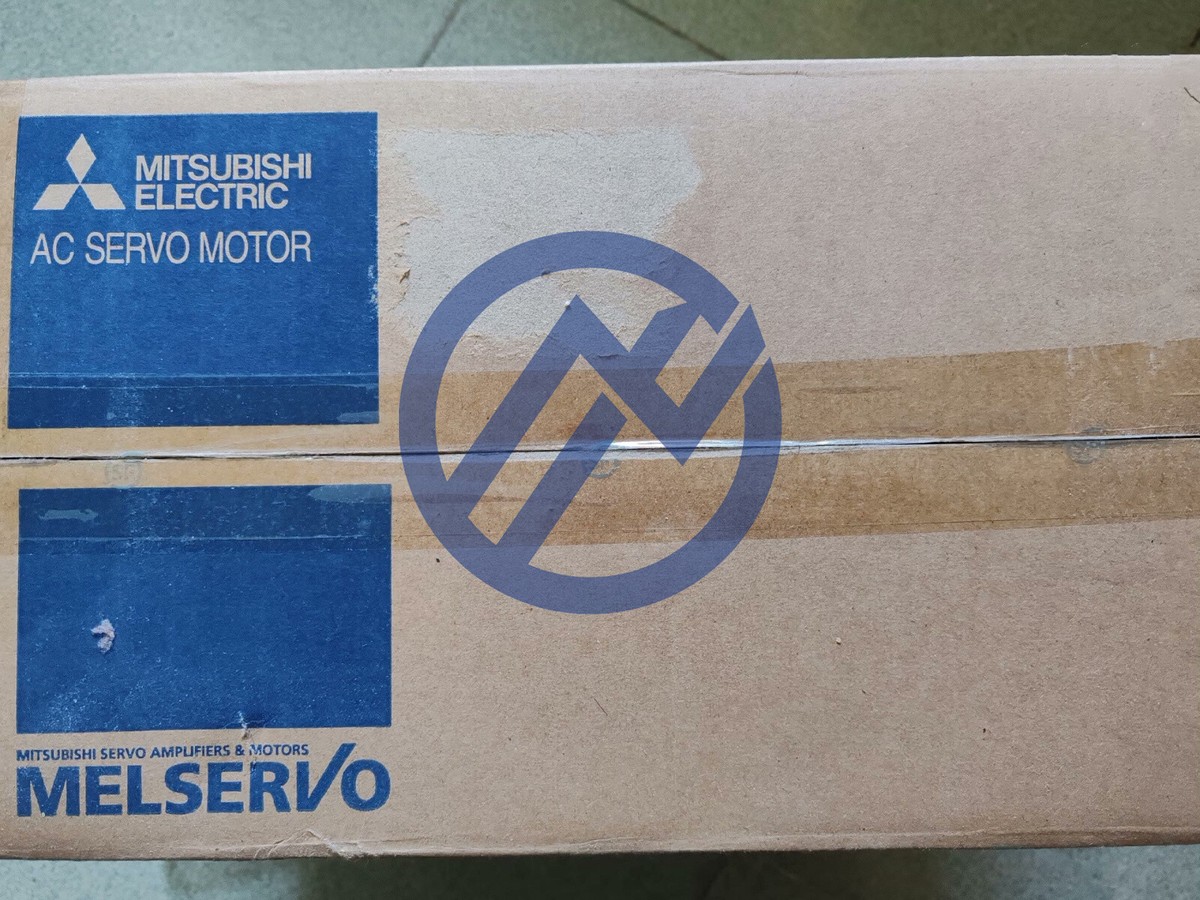 MITSUBISHI
ELECTRIC
AC SERVO MOTOR
MITSUBISHI SERVO AMPLIFIERS & MOTORS
MELSERVO